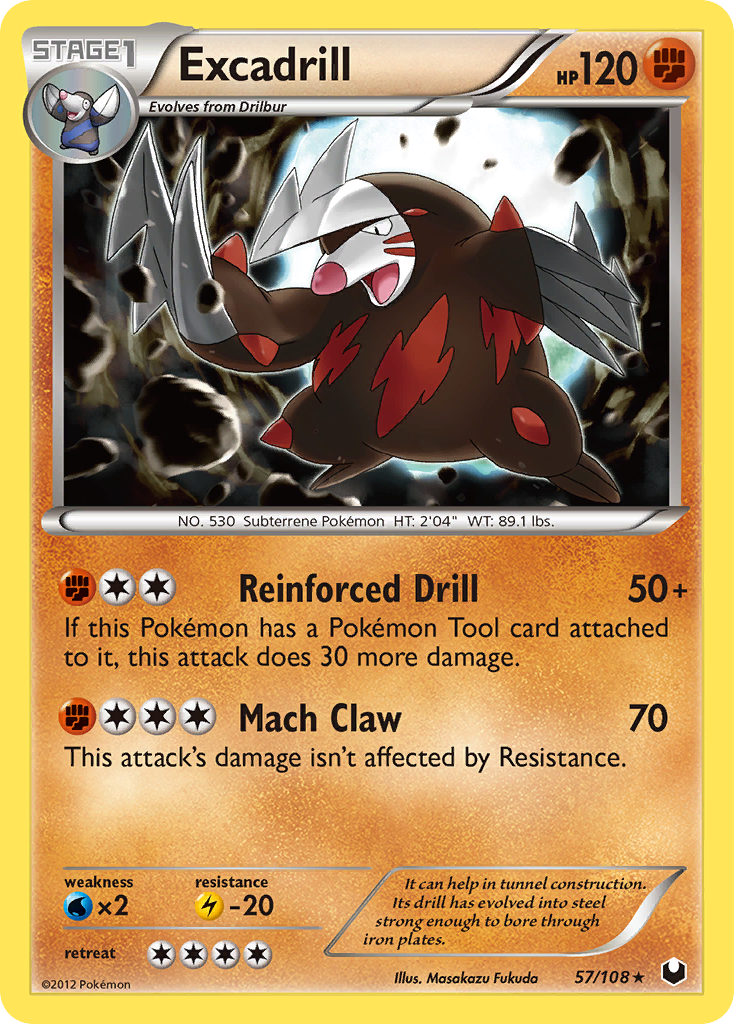 STAGE1
Excadrill
HP120
Evolves from Drilbur
NO. 530 Subterrene Pokémon HT: 2'04" WT: 89.1 lbs.
Reinforced Drill 50+
If this Pokémon has a Pokémon Tool card attached
to it, this attack does 30 more damage.
Mach Claw 70
This attack's damage isn't affected by Resistance.
weakness resistance
×2 -20
retreat
It can help in tunnel construction.
Its drill has evolved into steel
strong enough to bore through
iron plates.
©2012 Pokémon
Illus. Masakazu Fukuda
57/108★